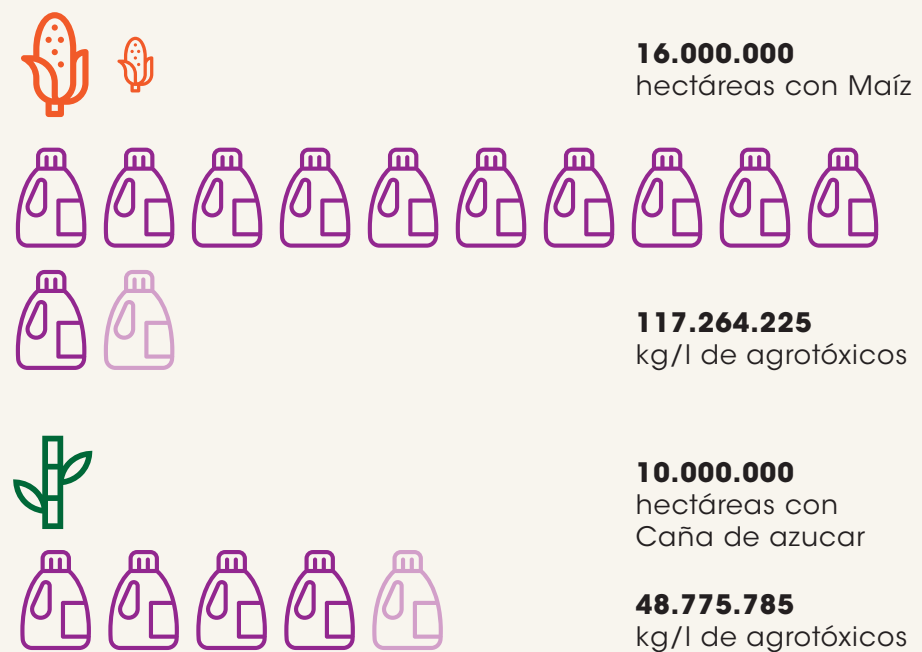 16.000.000
hectáreas con Maíz
117.264.225
kg/l de agrotóxicos
10.000.000
hectáreas con
Caña de azucar
48.775.785
kg/l de agrotóxicos